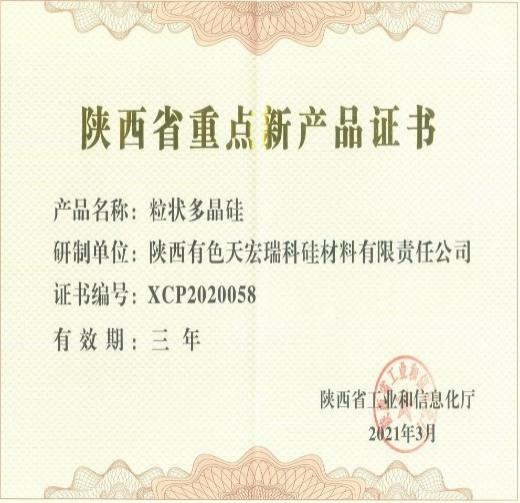 陕西省重点新产品证书
产品名称：粒状多晶硅
研制单位：陕西有色天宏瑞科硅材料有限责任公司
证书编号：XCP2020058
有效期：三年
陕西省工业和信息化厅
2021年3月